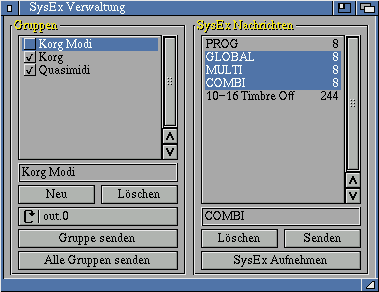 SysEx Verwaltung
Gruppen
Korg Modi
Korg
Quasimidi
Korg Modi
Neu
Löschen
out.0
Gruppe senden
Alle Gruppen senden
SysEx Nachrichten
PROG 8
GLOBAL 8
MULTI 8
COMBI 8
10-16 Timbre Off 244
COMBI
Löschen
Senden
SysEx Aufnehmen